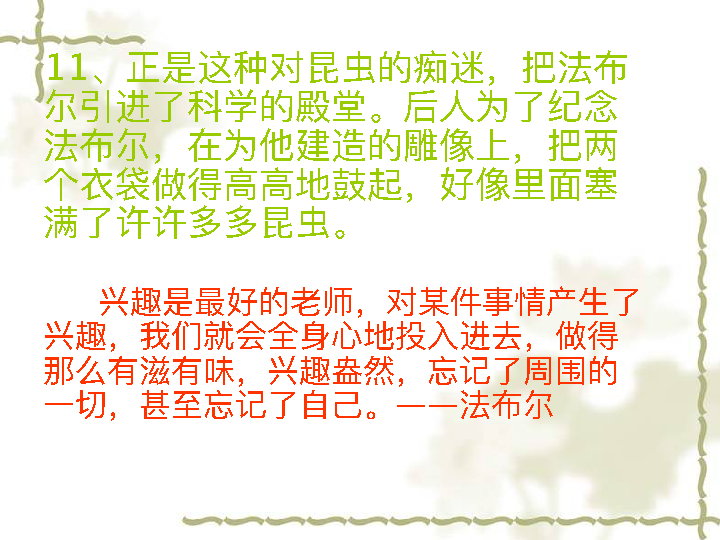 11、正是这种对昆虫的痴迷，把法布
尔引进了科学的殿堂。后人为了纪念
法布尔，在为他建造的雕像上，把两
个衣袋做得高高地鼓起，好像里面塞
满了许许多多昆虫。
兴趣是最好的老师，对某件事情产生了
兴趣，我们就会全身心地投入进去，做得
那么有滋有味，兴趣盎然，忘记了周围的
一切，甚至忘记了自己。——法布尔